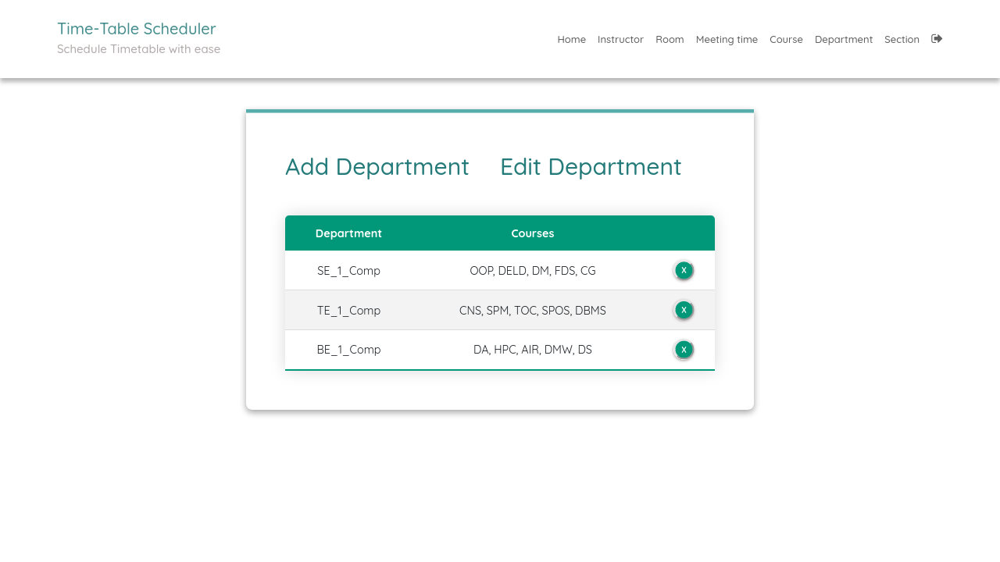 Time-Table Scheduler
Schedule Timetable with ease
Home Instructor Room Meeting time Course Department Section
Add Department Edit Department
Department Courses
SE_1_Comp OOP, DELD, DM, FDS, CG X
TE_1_Comp CNS, SPM, TOC, SPOS, DBMS X
BE_1_Comp DA, HPC, AIR, DMW, DS X